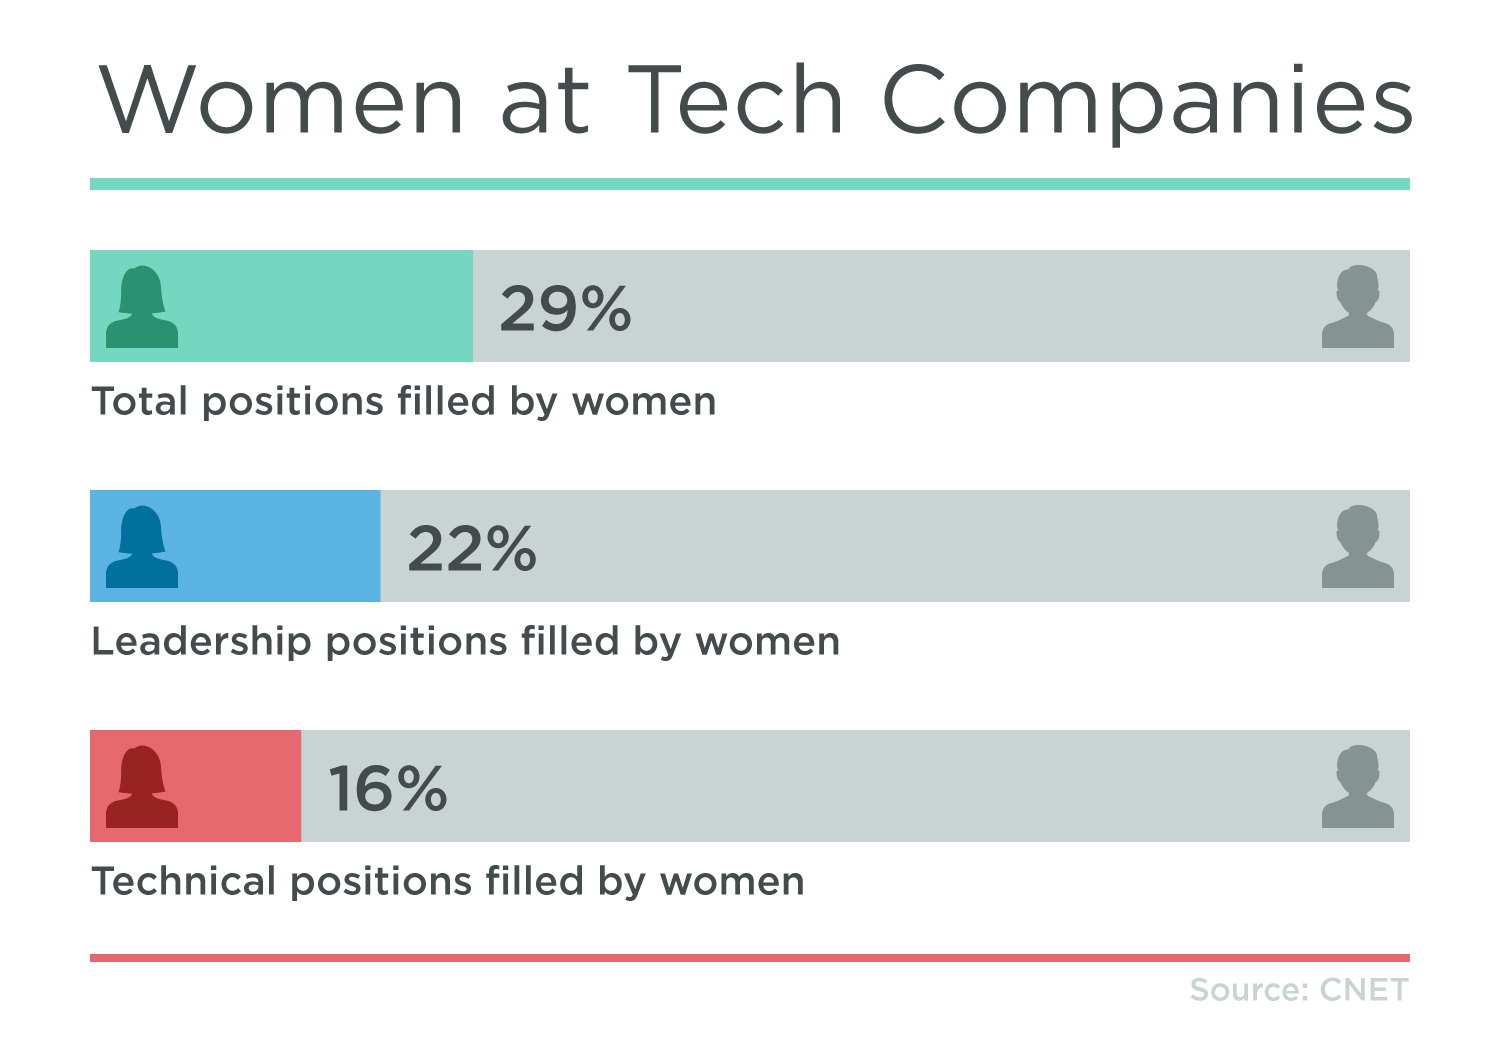 Women at Tech Companies
29%
Total positions filled by women
22%
Leadership positions filled by women
16%
Technical positions filled by women
Source: CNET